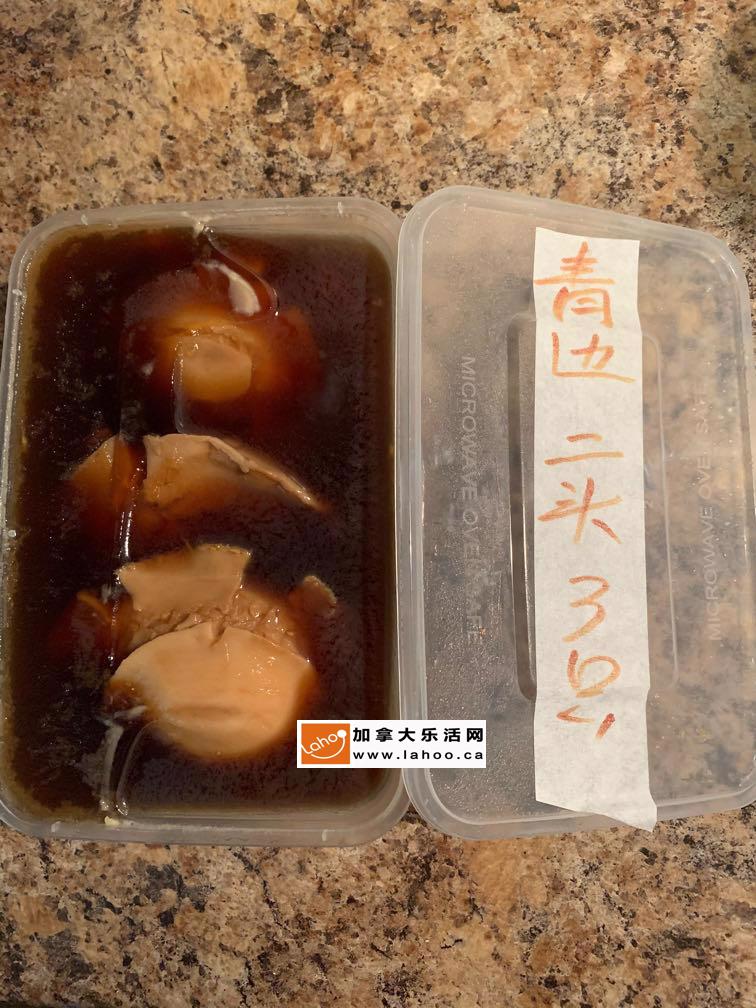 青边 二头 3只
MICROWAVE OVEN SAFE
MICROWAVE OVEN SAFE
Lahoo
加拿大乐活网
www.lahoo.ca